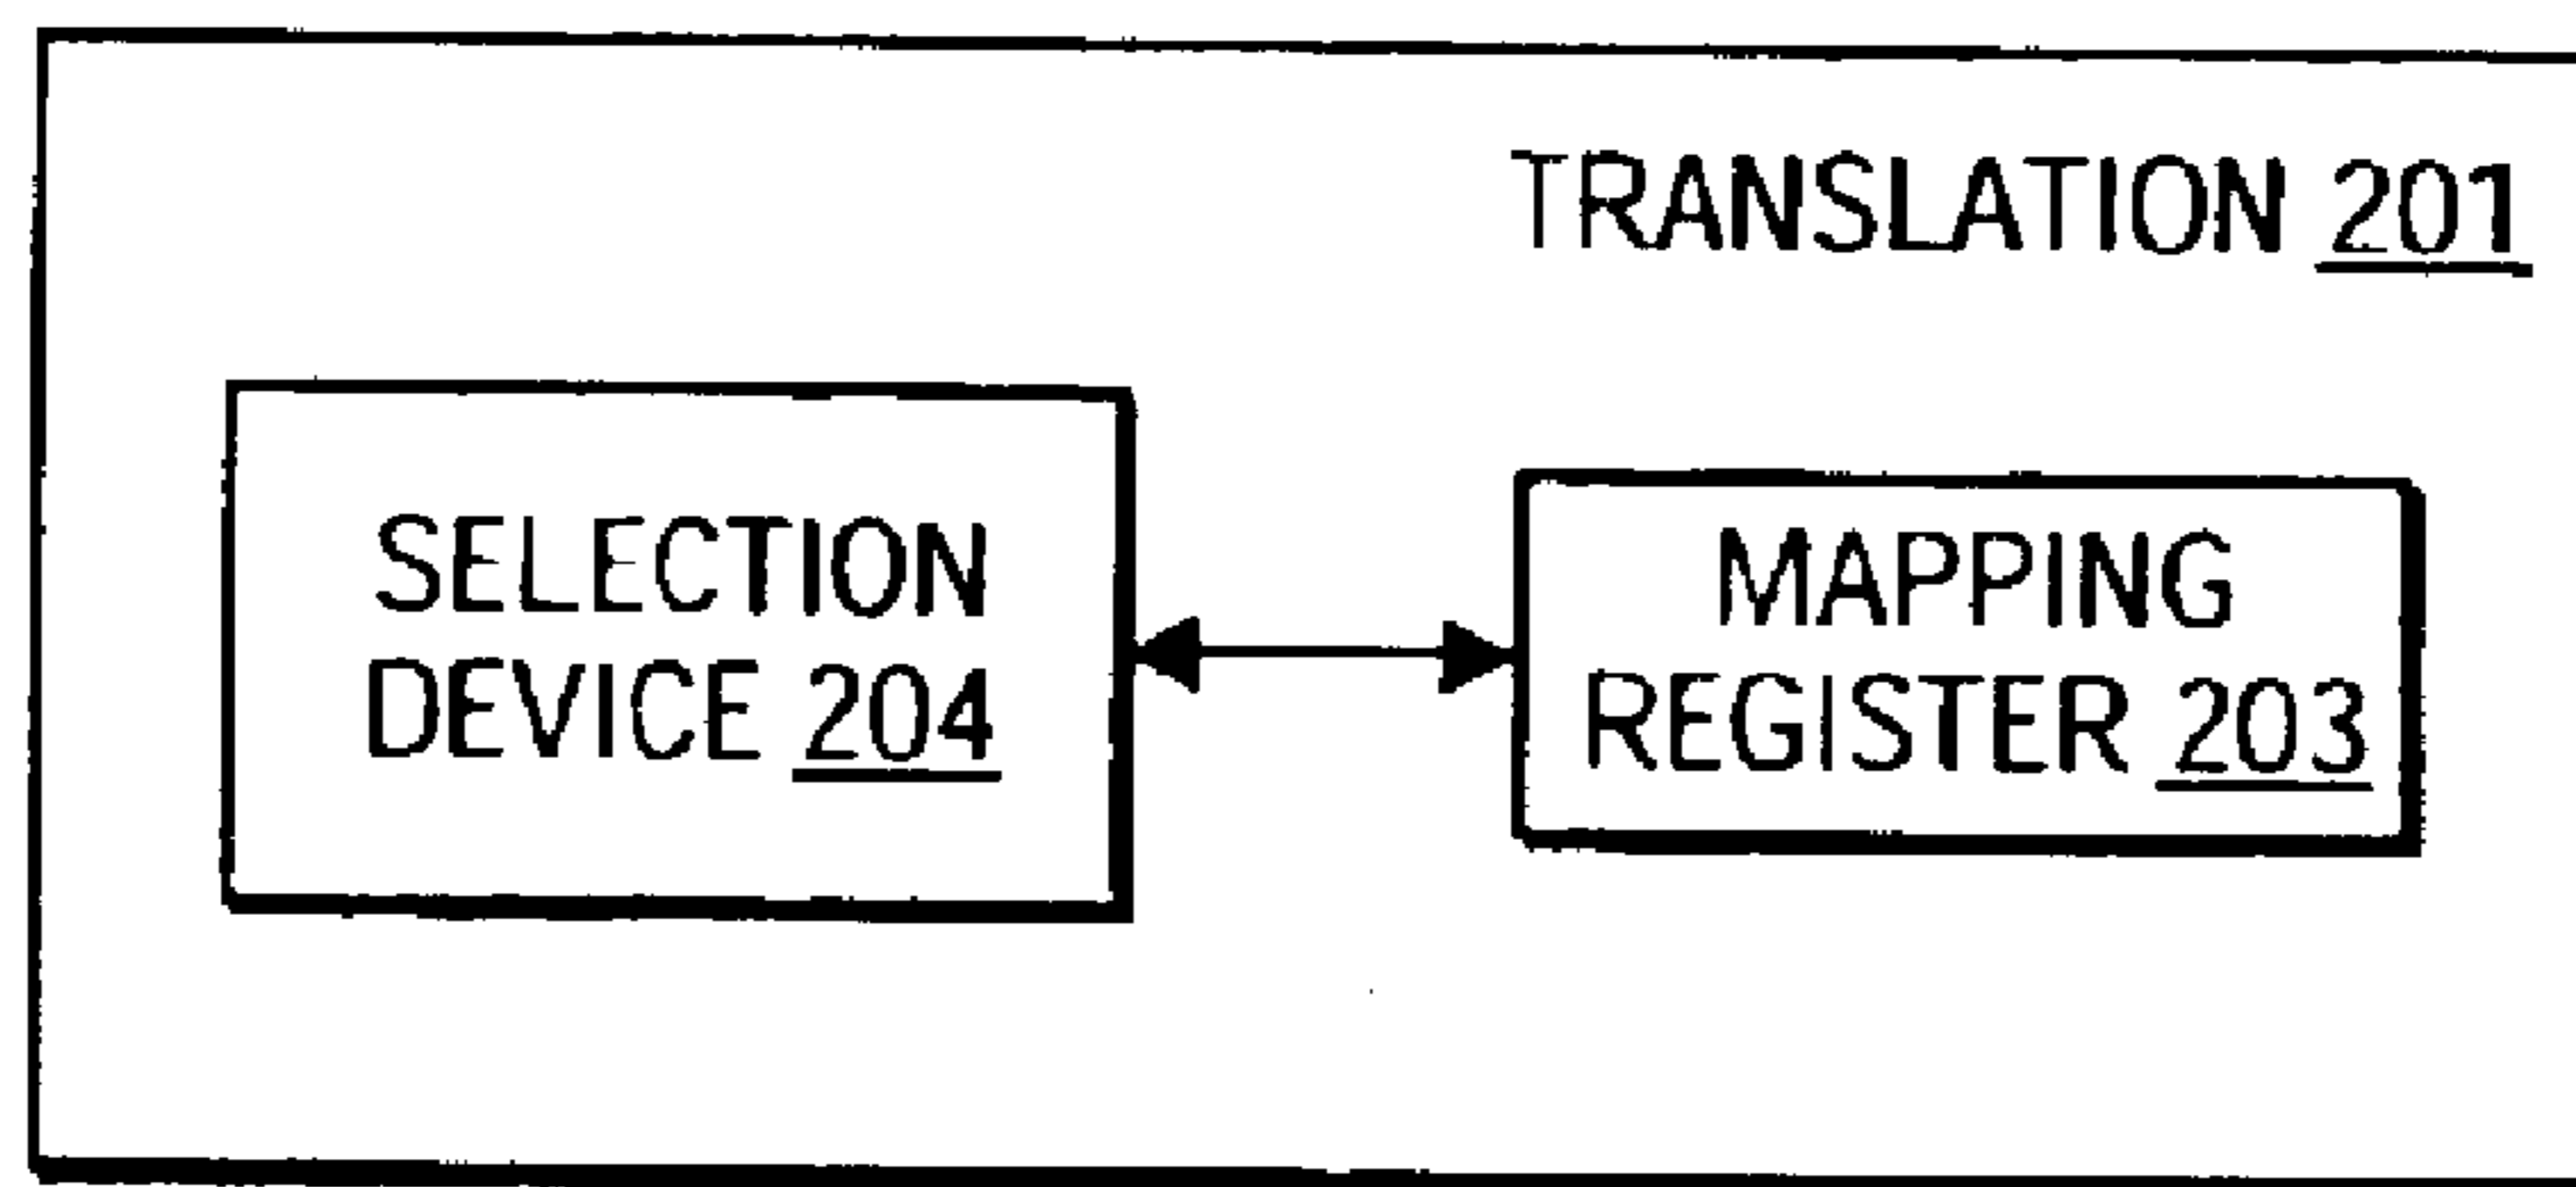 TRANSLATION 201
SELECTION
DEVICE 204
MAPPING
REGISTER 203